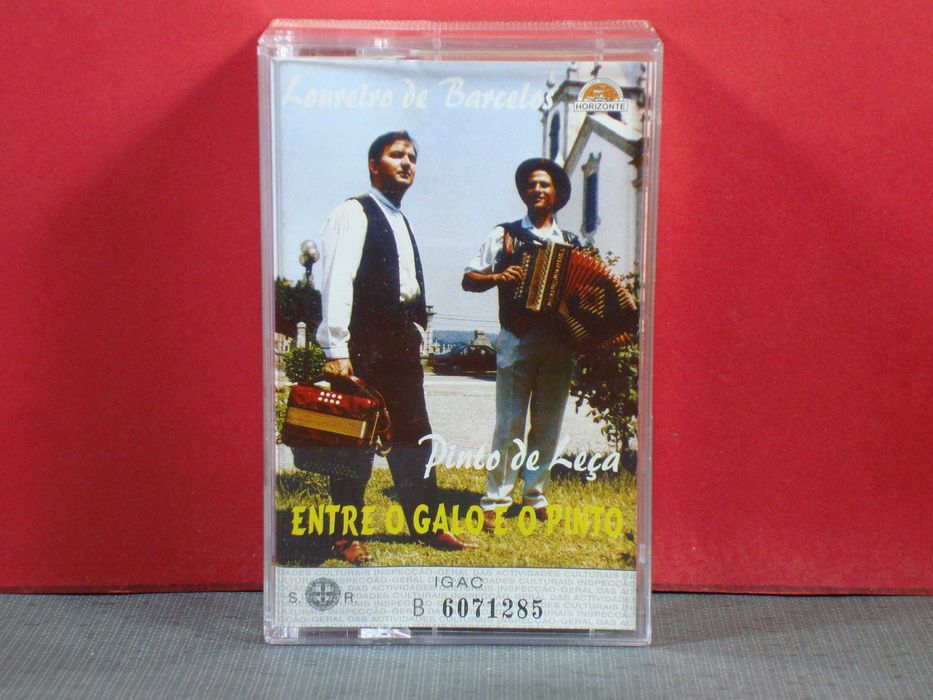 Loureiro de Barcelos
HORIZONTE
Pinto de Leça
ENTRE O GALO E O PINTO
IGAC
S. R.
B 6071285